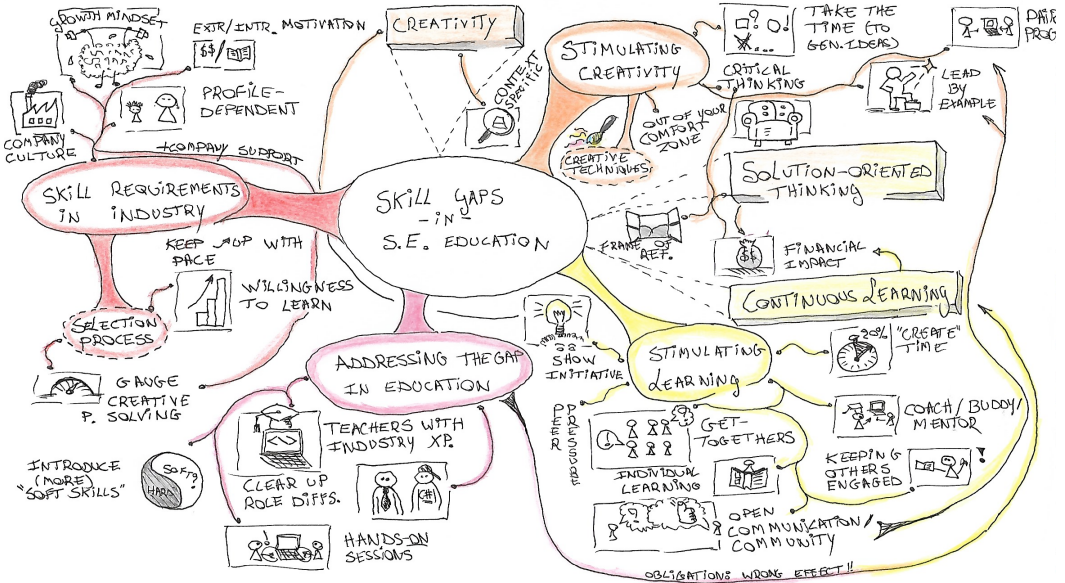 GROWTH MINDSET
EXTR/INTR. MOTIVATION
$$/
PROFILE-
DEPENDENT
COMPANY
CULTURE
+COMPANY SUPPORT
SKILL REQUIREMENTS
IN INDUSTRY
KEEP UP WITH
PACE
WILLINGNESS
TO LEARN
SELECTION
PROCESS
GAUGE
CREATIVE
P. SOLVING
CREATIVITY
CONTEXT
SPECIFIC
SKILL GAPS
-IN-
S.E. EDUCATION
STIMULATING
CREATIVITY
TAKE THE
TIME (TO
GEN. IDEAS)
PAIR
PROG
CRITICAL
THINKING
LEAD
BY
EXAMPLE
OUT OF YOUR
COMFORT
ZONE
CREATIVE
TECHNIQUES
SOLUTION-ORIENTED
THINKING
FRAME OF
REF.
$$
FINANCIAL
IMPACT
CONTINUOUS LEARNING
STIMULATING
LEARNING
SHOW
INITIATIVE
20%
"CREATE"
TIME
PEER
PRESSURE
GET-
TOGETHERS
COACH/BUDDY/
MENTOR
INDIVIDUAL
LEARNING
KEEPING
OTHERS
ENGAGED
!
OPEN
COMMUNICATION/
COMMUNITY
ADDRESSING THE GAP
IN EDUCATION
<>
TEACHERS WITH
INDUSTRY XP.
CLEAR UP
ROLE DIFFS.
C#
INTRODUCE
(MORE)
"SOFT SKILLS"
SOFT?
HARD
!
HANDS-ON
SESSIONS
OBLIGATION: WRONG EFFECT!!